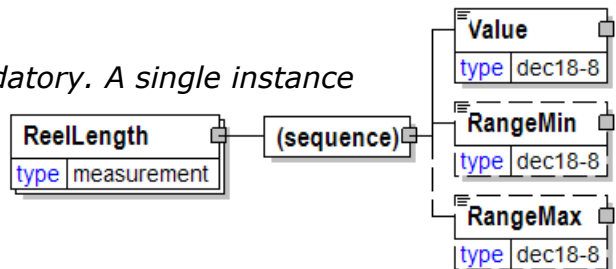 Value
type dec18-8
datory. A single instance
ReelLength
type measurement
(sequence)
RangeMin
type dec18-8
RangeMax
type dec18-8